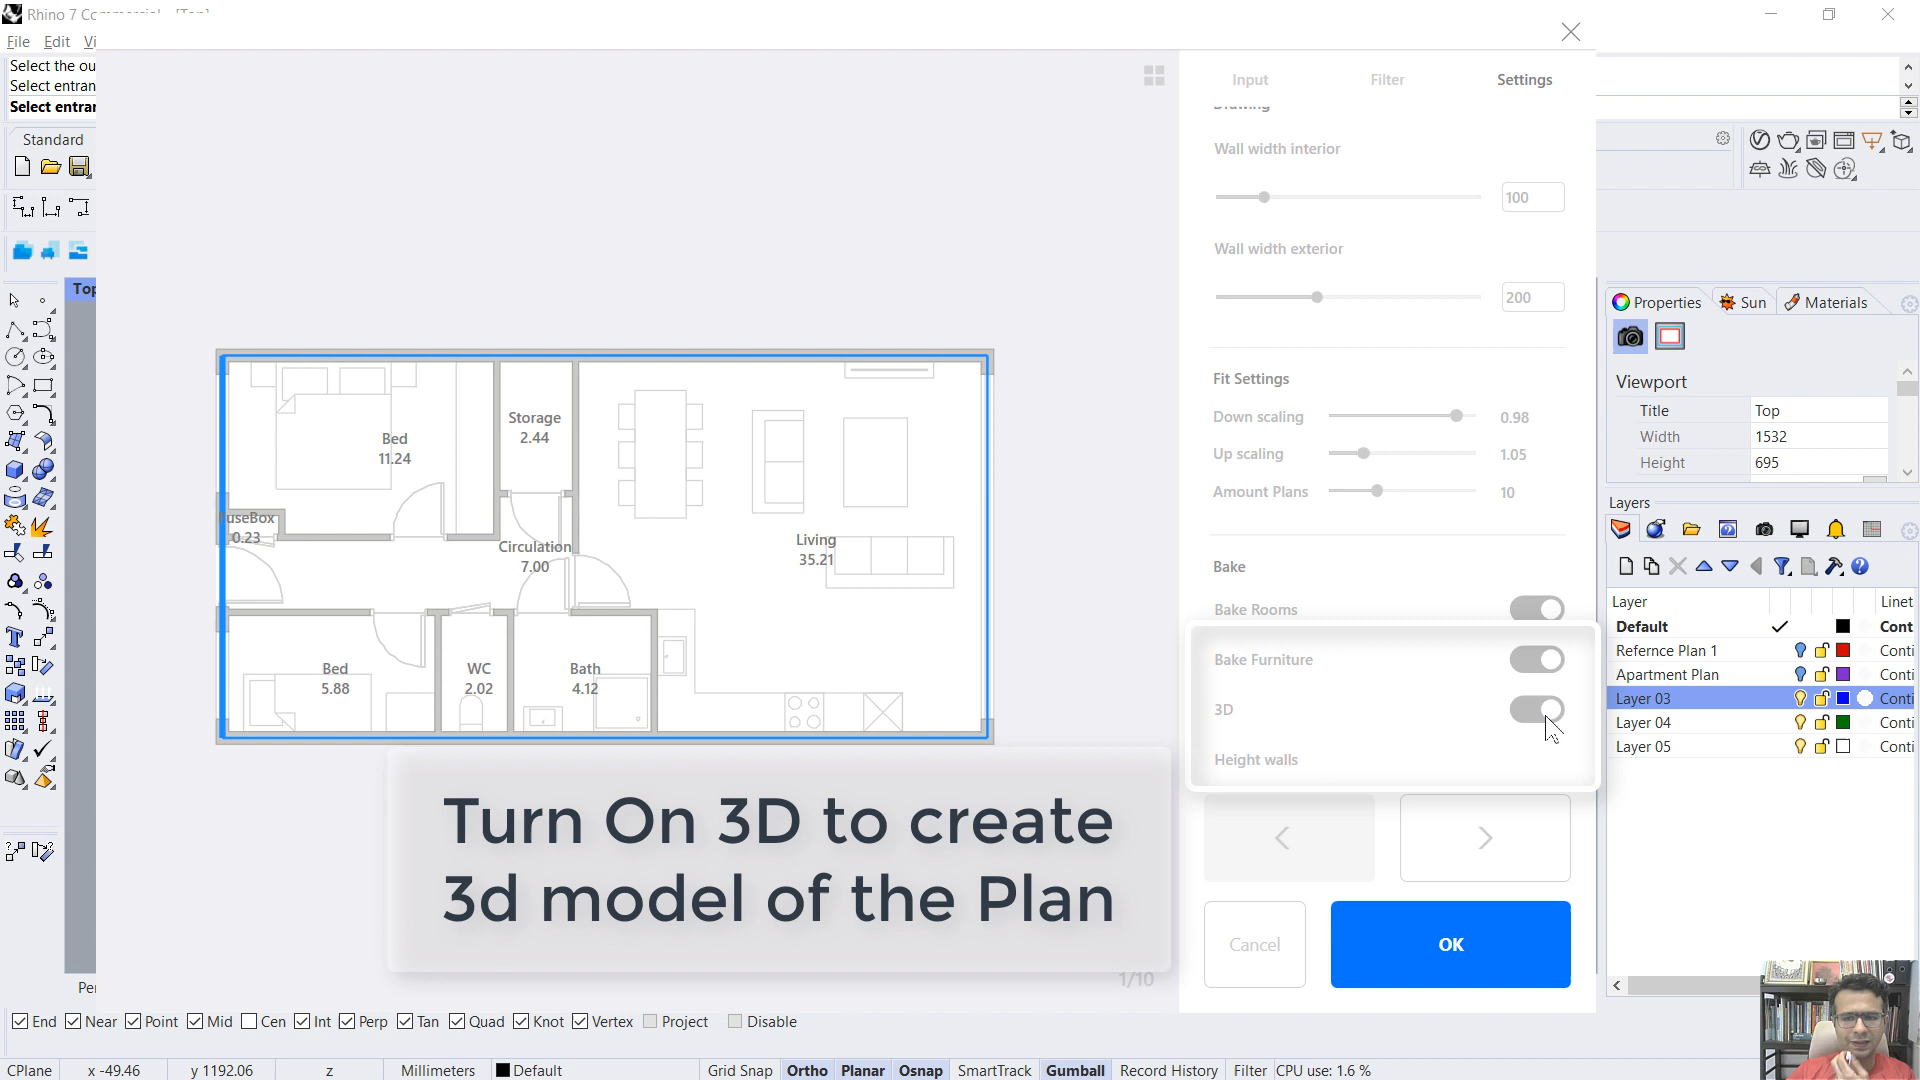 Rhino 7 Commercial - [Top]
File Edit Vi
Select the ou
Select entran
Select entran
Standard
Top
Input Filter Settings
Drawing
Wall width interior
100
Wall width exterior
200
Fit Settings
Down scaling 0.98
Up scaling 1.05
Amount Plans 10
Bake
Bake Rooms
Bake Furniture
3D
Height walls
<
>
Cancel
OK
Bed
11.24
Storage
2.44
useBox
0.23
Circulation
7.00
Living
35.21
Bed
5.88
WC
2.02
Bath
4.12
Turn On 3D to create
3d model of the Plan
1/10
Properties Sun Materials
Viewport
Title Top
Width 1532
Height 695
Layers
Layer Linet
Default Cont
Refernce Plan 1 Conti
Apartment Plan Conti
Layer 03 Conti
Layer 04 Conti
Layer 05 Conti
Per
End Near Point Mid Cen Int Perp Tan Quad Knot Vertex Project Disable
CPlane x -49.46 y 1192.06 z Millimeters Default Grid Snap Ortho Planar Osnap SmartTrack Gumball Record History Filter CPU use: 1.6 %